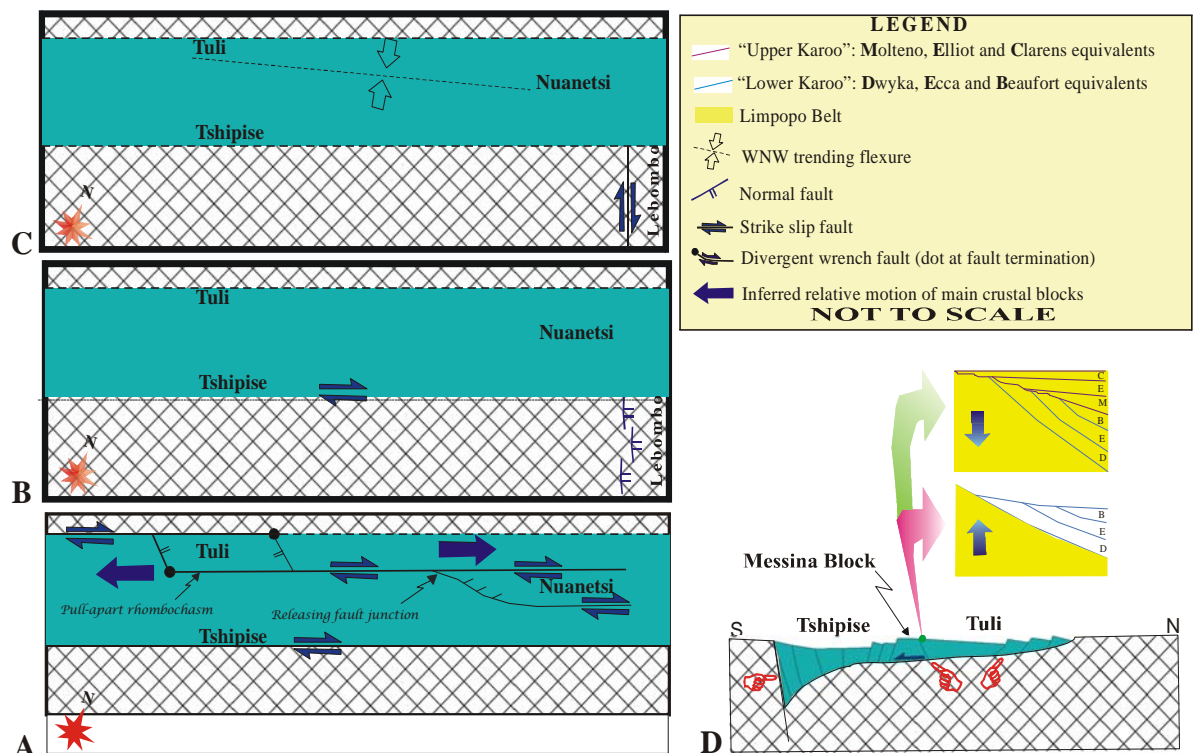 Tuli
Nuanetsi
Tshipise
Lebombo
N
C
Tuli
Nuanetsi
Tshipise
Lebombo
N
B
Tuli
Nuanetsi
Pull-apart rhombochasm
Releasing fault junction
Tshipise
N
A
LEGEND
“Upper Karoo”: Molteno, Elliot and Clarens equivalents
“Lower Karoo”: Dwyka, Ecca and Beaufort equivalents
Limpopo Belt
WNW trending flexure
Normal fault
Strike slip fault
Divergent wrench fault (dot at fault termination)
Inferred relative motion of main crustal blocks
NOT TO SCALE
C
E
M
B
E
D
B
E
D
Messina Block
S
Tshipise
Tuli
N
D